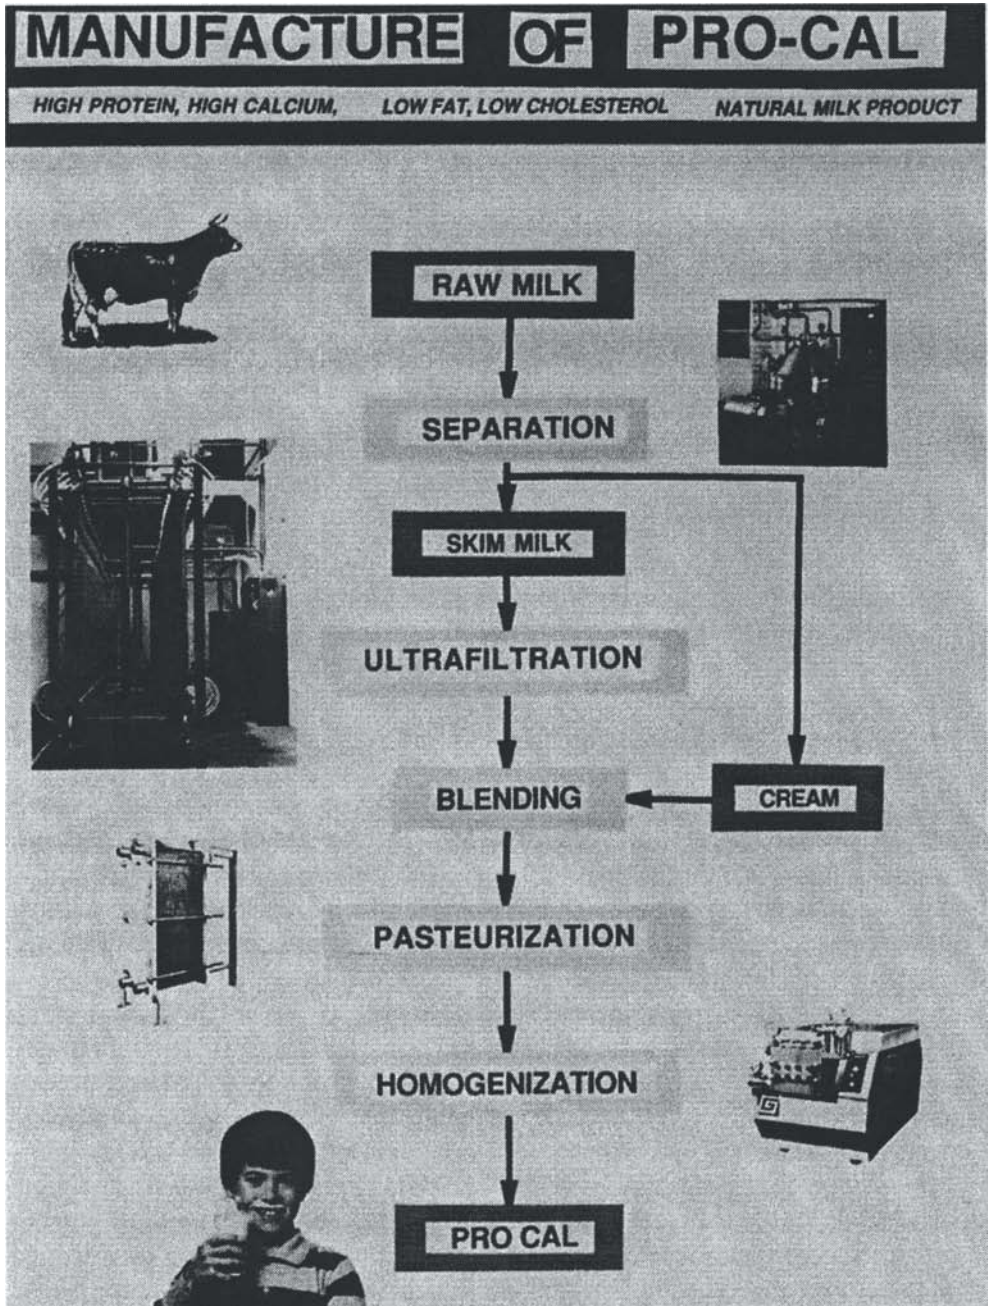 MANUFACTURE OF PRO-CAL
HIGH PROTEIN, HIGH CALCIUM, LOW FAT, LOW CHOLESTEROL NATURAL MILK PRODUCT
RAW MILK
SEPARATION
SKIM MILK
ULTRAFILTRATION
BLENDING
CREAM
PASTEURIZATION
HOMOGENIZATION
PRO CAL